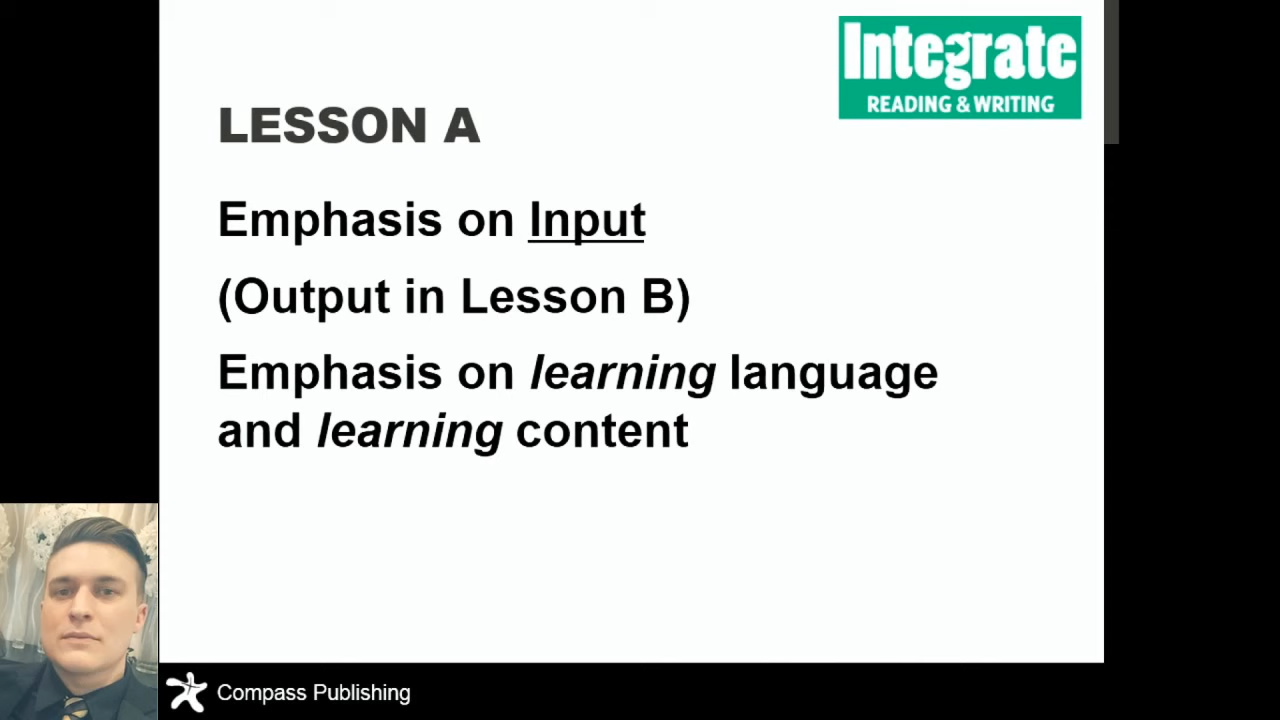 Integrate
READING & WRITING
LESSON A
Emphasis on Input
(Output in Lesson B)
Emphasis on learning language
and learning content
Compass Publishing